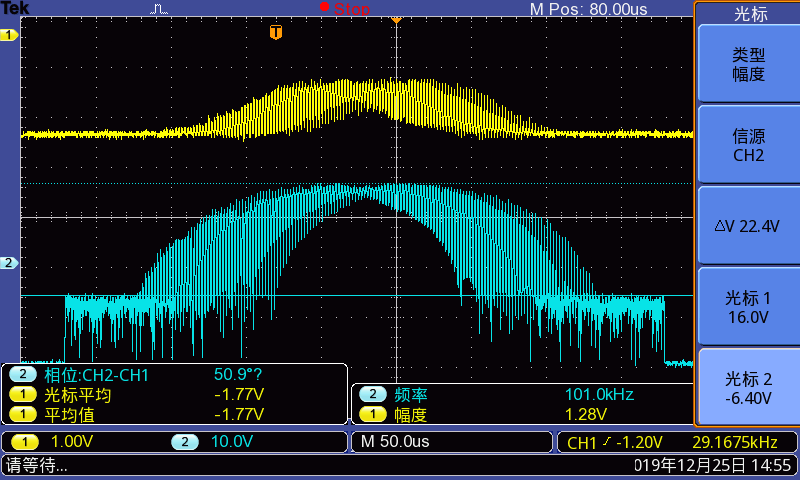 Tek Stop M Pos: 80.00us 光标
1
T
类型
幅度
信源
CH2
2
△V 22.4V
光标 1
16.0V
光标 2
-6.40V
2 相位:CH2-CH1 50.9°?
1 光标平均 -1.77V
1 平均值 -1.77V
2 频率 101.0kHz
1 幅度 1.28V
1 1.00V 2 10.0V M 50.0us CH1 -1.20V 29.1675kHz
请等待... 019年12月25日 14:55